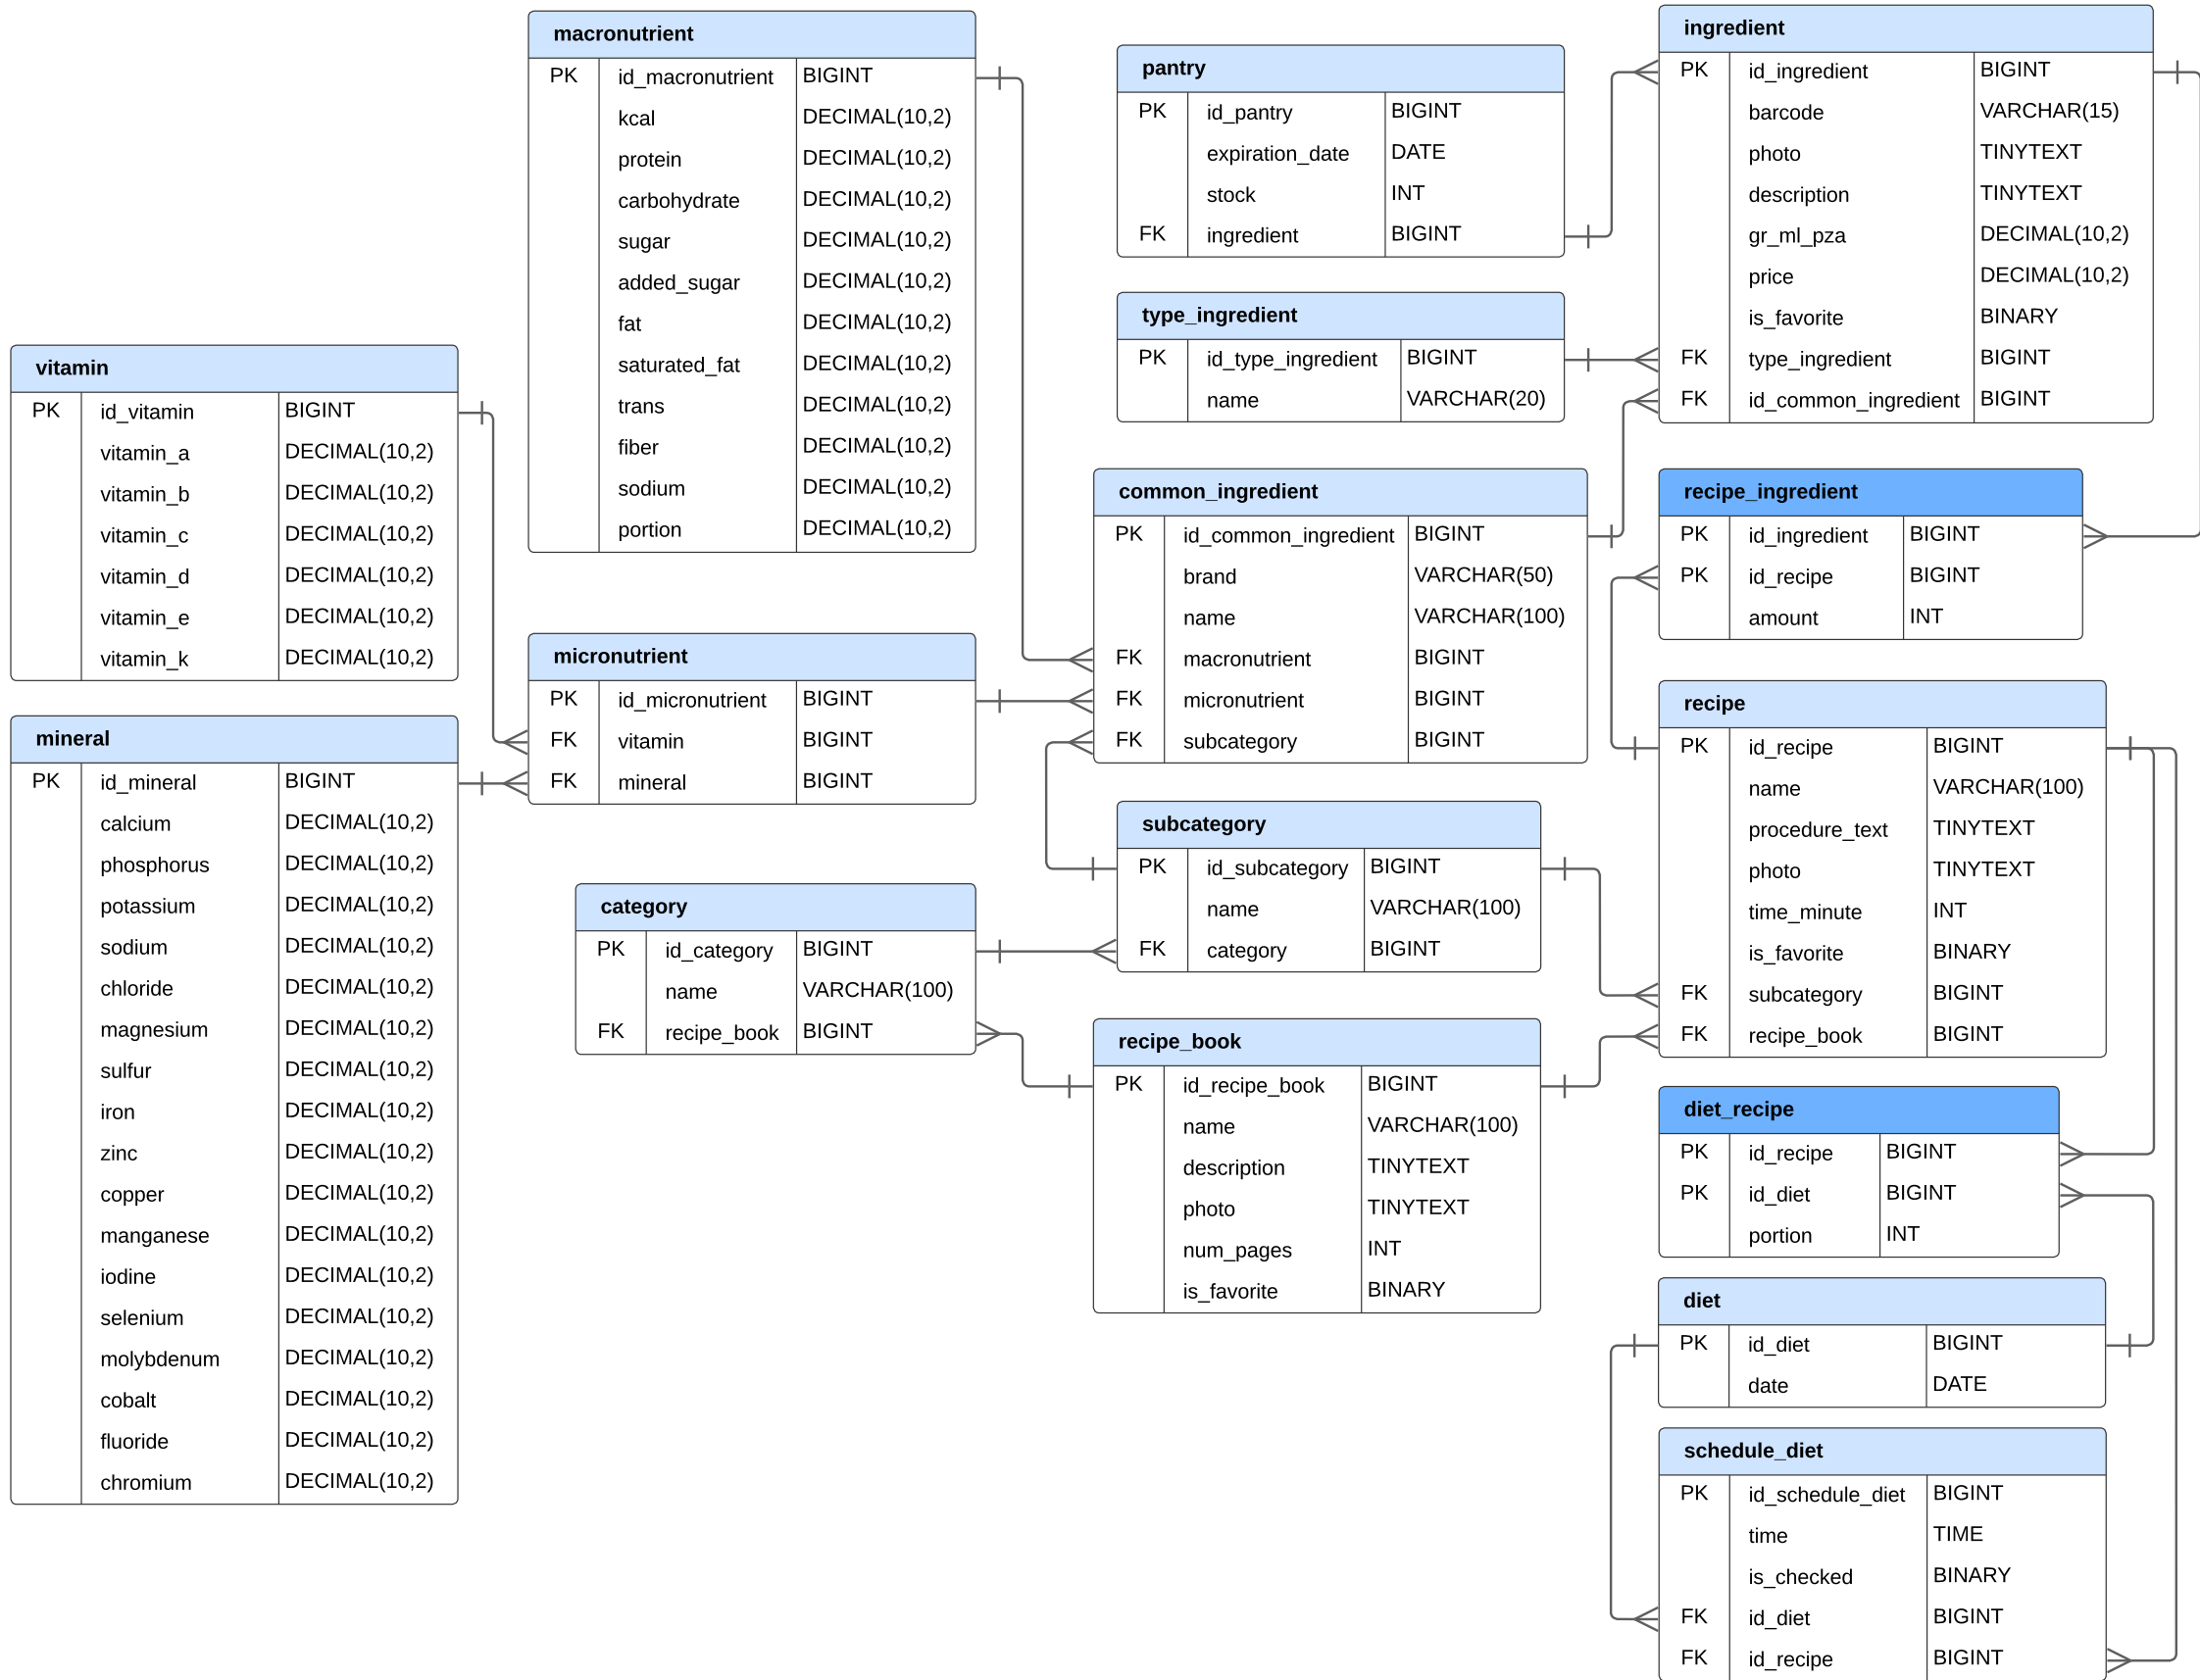 macronutrient
PK id_macronutrient BIGINT
kcal DECIMAL(10,2)
protein DECIMAL(10,2)
carbohydrate DECIMAL(10,2)
sugar DECIMAL(10,2)
added_sugar DECIMAL(10,2)
fat DECIMAL(10,2)
saturated_fat DECIMAL(10,2)
trans DECIMAL(10,2)
fiber DECIMAL(10,2)
sodium DECIMAL(10,2)
portion DECIMAL(10,2)
pantry
PK id_pantry BIGINT
expiration_date DATE
stock INT
FK ingredient BIGINT
ingredient
PK id_ingredient BIGINT
barcode VARCHAR(15)
photo TINYTEXT
description TINYTEXT
gr_ml_pza DECIMAL(10,2)
price DECIMAL(10,2)
is_favorite BINARY
FK type_ingredient BIGINT
FK id_common_ingredient BIGINT
type_ingredient
PK id_type_ingredient BIGINT
name VARCHAR(20)
vitamin
PK id_vitamin BIGINT
vitamin_a DECIMAL(10,2)
vitamin_b DECIMAL(10,2)
vitamin_c DECIMAL(10,2)
vitamin_d DECIMAL(10,2)
vitamin_e DECIMAL(10,2)
vitamin_k DECIMAL(10,2)
common_ingredient
PK id_common_ingredient BIGINT
brand VARCHAR(50)
name VARCHAR(100)
FK macronutrient BIGINT
FK micronutrient BIGINT
FK subcategory BIGINT
recipe_ingredient
PK id_ingredient BIGINT
PK id_recipe BIGINT
amount INT
micronutrient
PK id_micronutrient BIGINT
FK vitamin BIGINT
FK mineral BIGINT
mineral
PK id_mineral BIGINT
calcium DECIMAL(10,2)
phosphorus DECIMAL(10,2)
potassium DECIMAL(10,2)
sodium DECIMAL(10,2)
chloride DECIMAL(10,2)
magnesium DECIMAL(10,2)
sulfur DECIMAL(10,2)
iron DECIMAL(10,2)
zinc DECIMAL(10,2)
copper DECIMAL(10,2)
manganese DECIMAL(10,2)
iodine DECIMAL(10,2)
selenium DECIMAL(10,2)
molybdenum DECIMAL(10,2)
cobalt DECIMAL(10,2)
fluoride DECIMAL(10,2)
chromium DECIMAL(10,2)
recipe
PK id_recipe BIGINT
name VARCHAR(100)
procedure_text TINYTEXT
photo TINYTEXT
time_minute INT
is_favorite BINARY
FK subcategory BIGINT
FK recipe_book BIGINT
subcategory
PK id_subcategory BIGINT
name VARCHAR(100)
FK category BIGINT
category
PK id_category BIGINT
name VARCHAR(100)
FK recipe_book BIGINT
recipe_book
PK id_recipe_book BIGINT
name VARCHAR(100)
description TINYTEXT
photo TINYTEXT
num_pages INT
is_favorite BINARY
diet_recipe
PK id_recipe BIGINT
PK id_diet BIGINT
portion INT
diet
PK id_diet BIGINT
date DATE
schedule_diet
PK id_schedule_diet BIGINT
time TIME
is_checked BINARY
FK id_diet BIGINT
FK id_recipe BIGINT